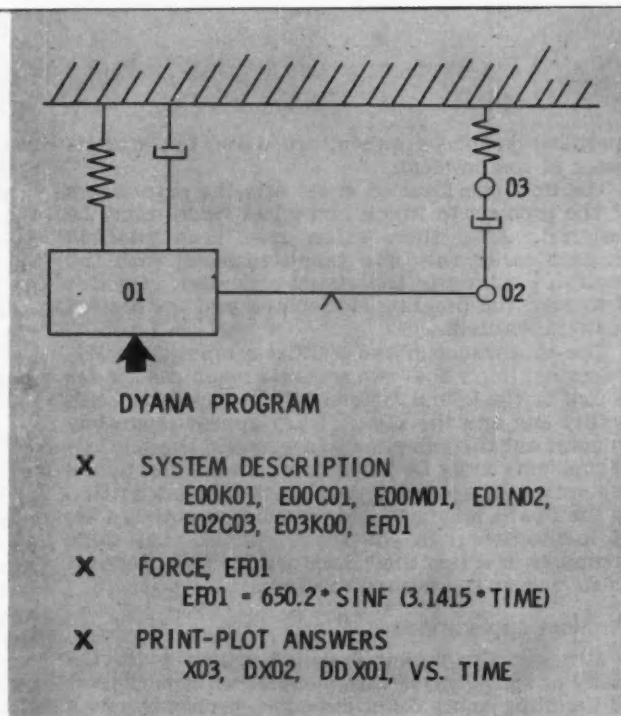 03
01
02
DYANA PROGRAM
X SYSTEM DESCRIPTION
E00K01, E00C01, E00M01, E01N02,
E02C03, E03K00, EF01
X FORCE, EF01
EF01 = 650.2* SINF (3.1415*TIME)
X PRINT-PLOT ANSWERS
X03, DX02, DDX01, VS. TIME